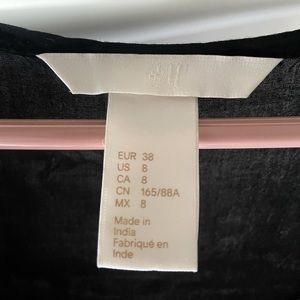 EUR 38
US 8
CA 8
CN 165/88A
MX 8
Made in
India
Fabriqué en
Inde